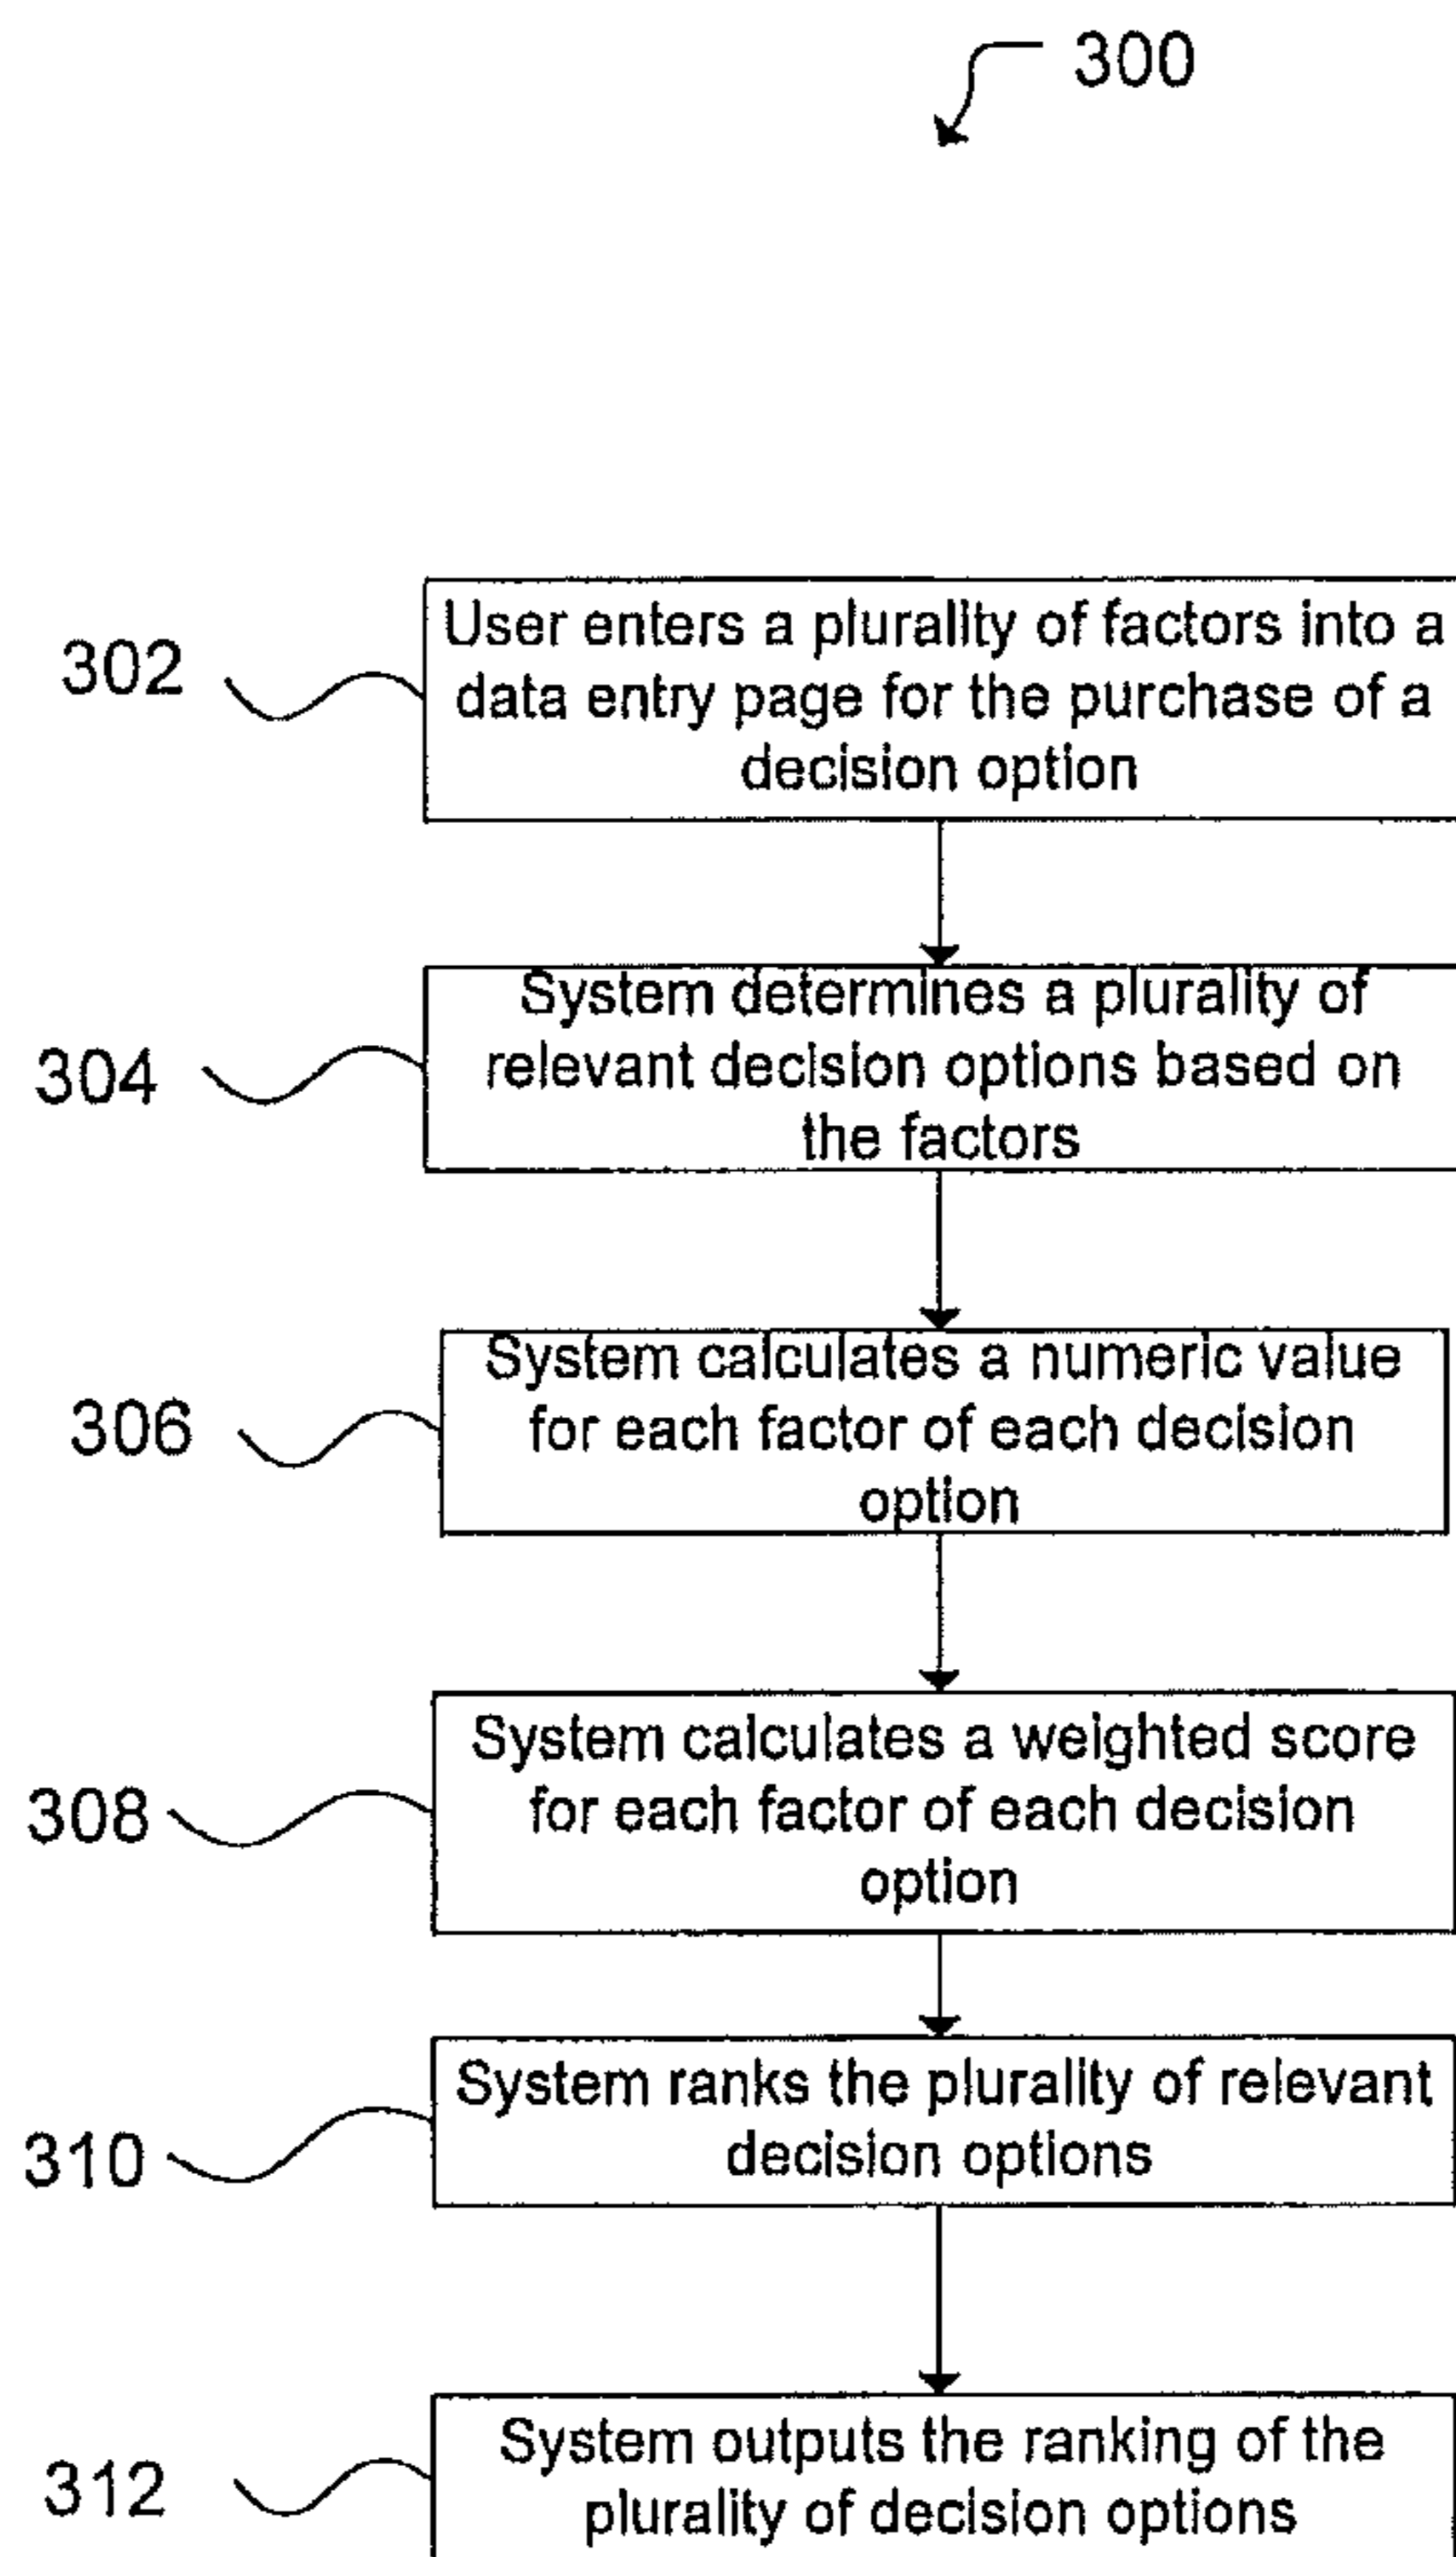 300
302
User enters a plurality of factors into a
data entry page for the purchase of a
decision option
304
System determines a plurality of
relevant decision options based on
the factors
306
System calculates a numeric value
for each factor of each decision
option
308
System calculates a weighted score
for each factor of each decision
option
310
System ranks the plurality of relevant
decision options
312
System outputs the ranking of the
plurality of decision options